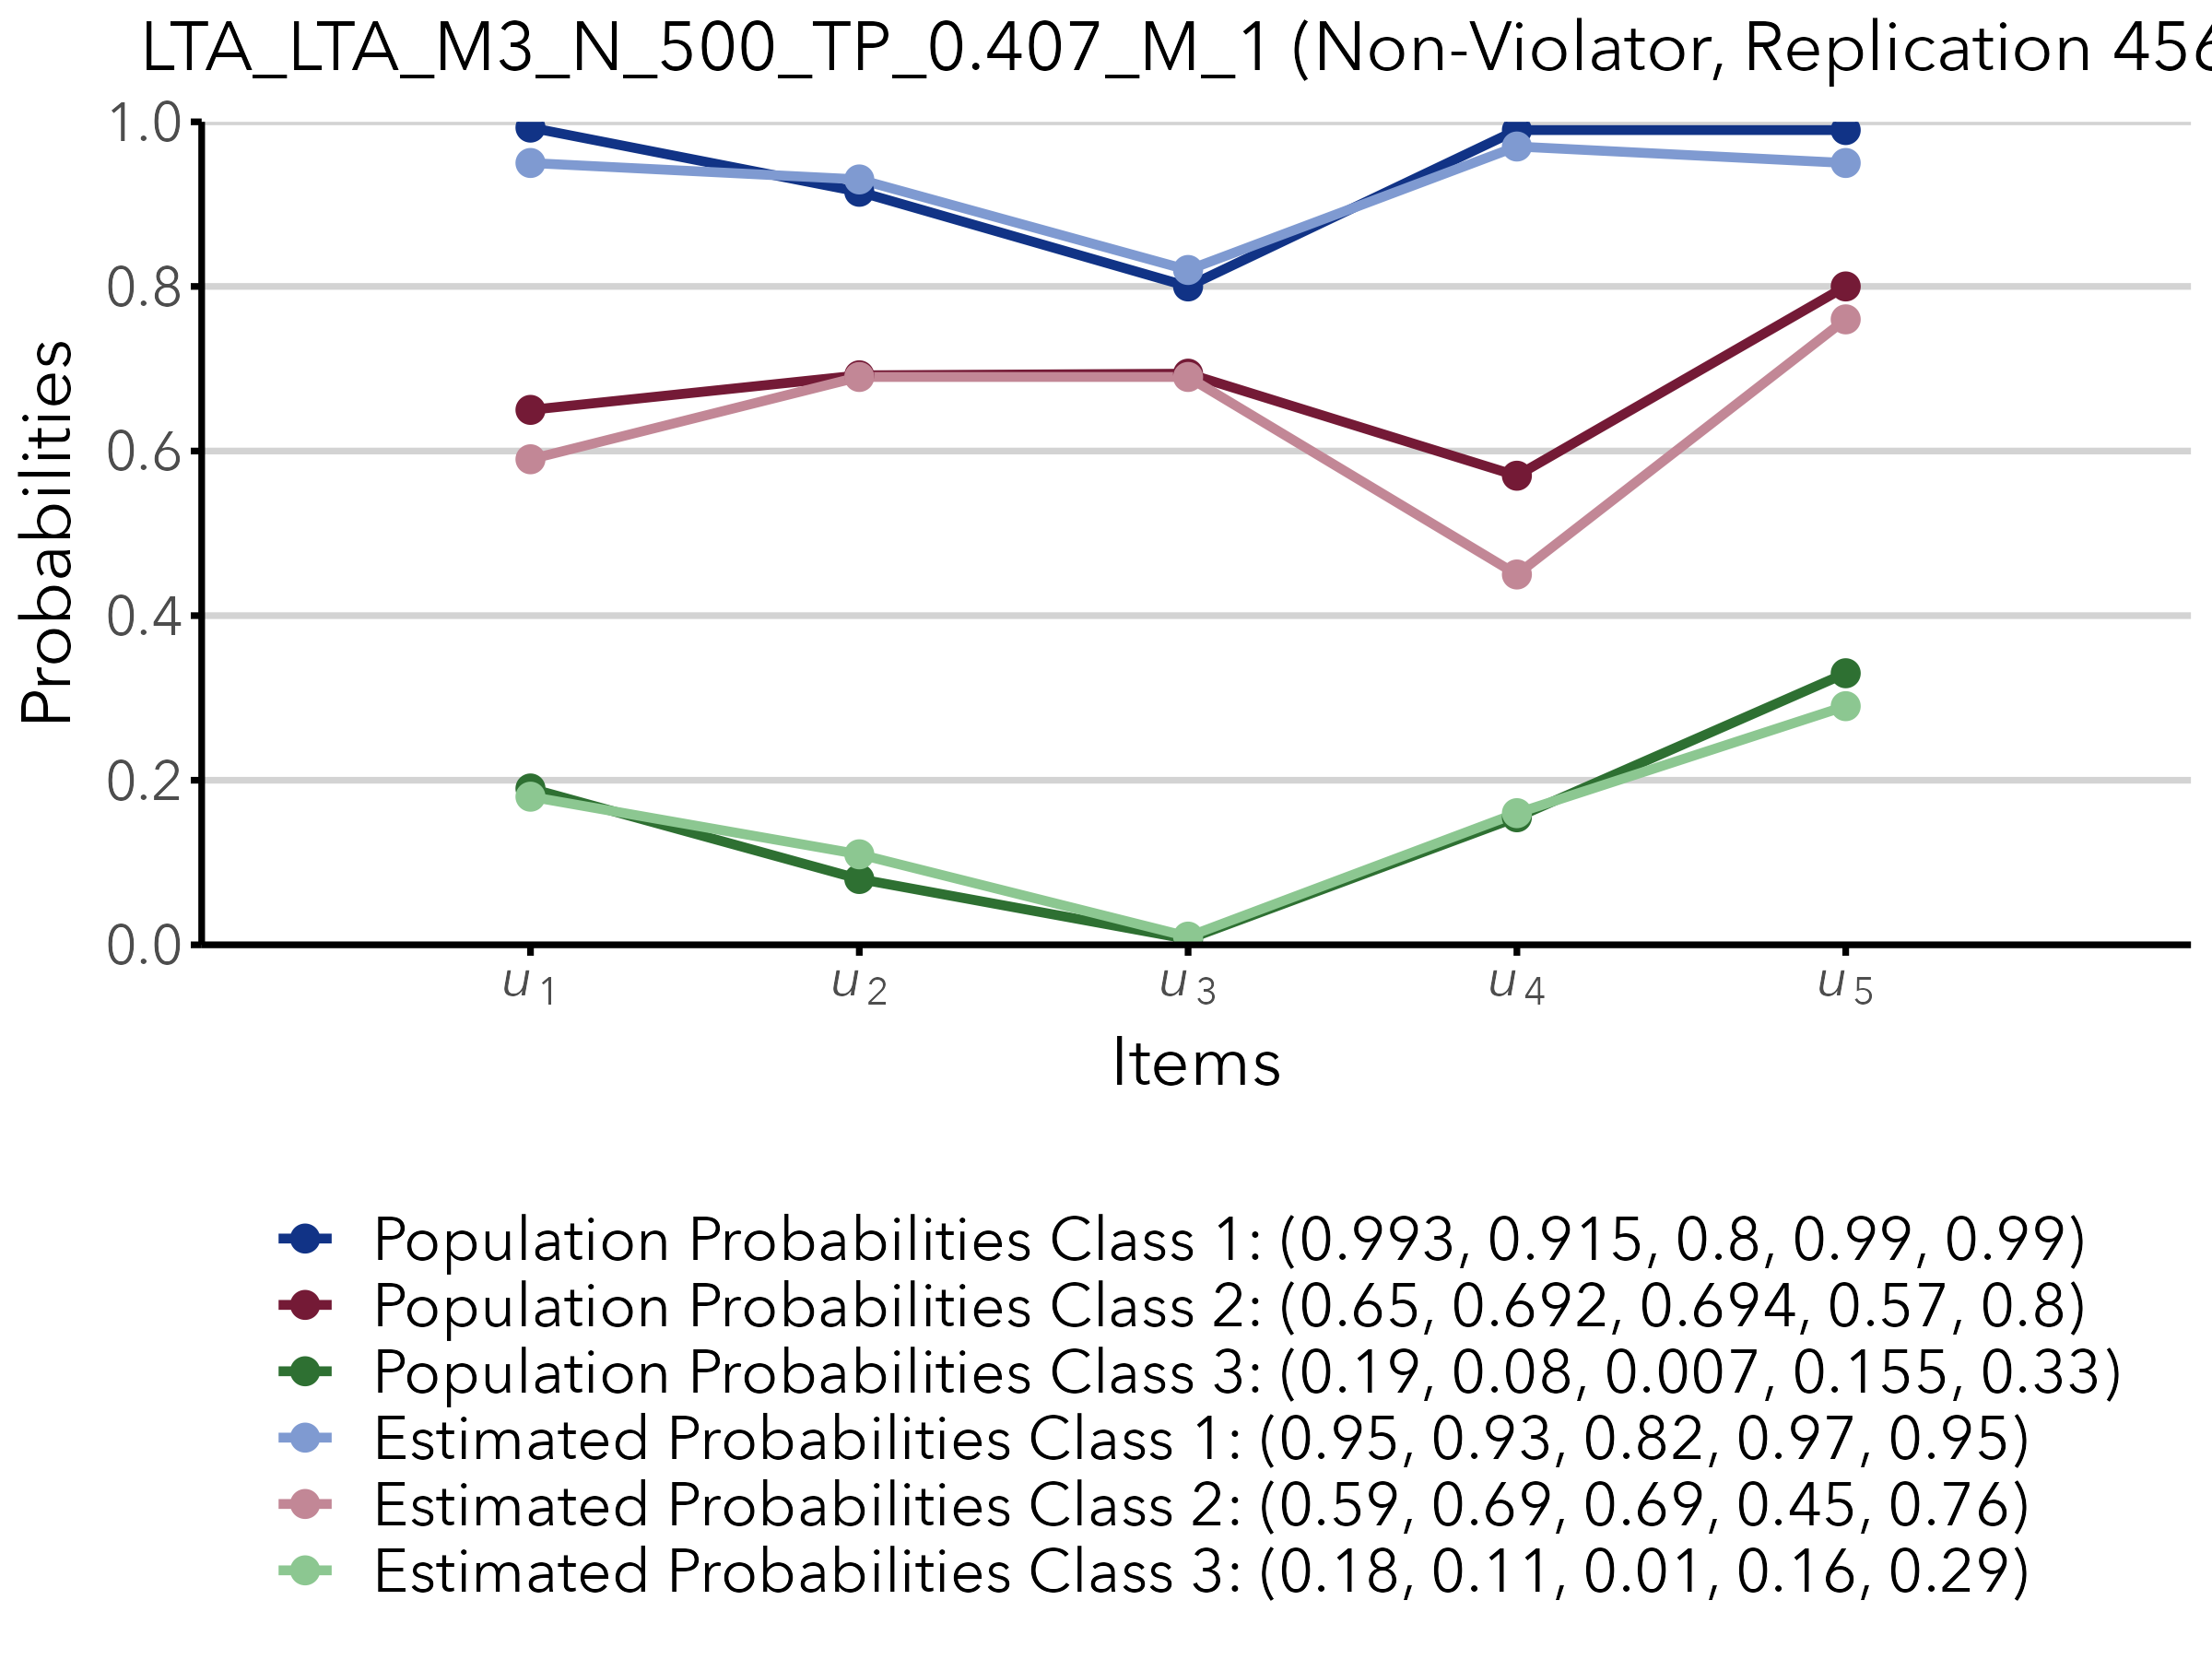 LTA_LTA_M3_N_500_TP_0.407_M_1 (Non-Violator, Replication 456
1.0
0.8
0.6
0.4
0.2
0.0
Probabilities
u1
u2
u3
u4
u5
Items
Population Probabilities Class 1: (0.993, 0.915, 0.8, 0.99, 0.99)
Population Probabilities Class 2: (0.65, 0.692, 0.694, 0.57, 0.8)
Population Probabilities Class 3: (0.19, 0.08, 0.007, 0.155, 0.33)
Estimated Probabilities Class 1: (0.95, 0.93, 0.82, 0.97, 0.95)
Estimated Probabilities Class 2: (0.59, 0.69, 0.69, 0.45, 0.76)
Estimated Probabilities Class 3: (0.18, 0.11, 0.01, 0.16, 0.29)